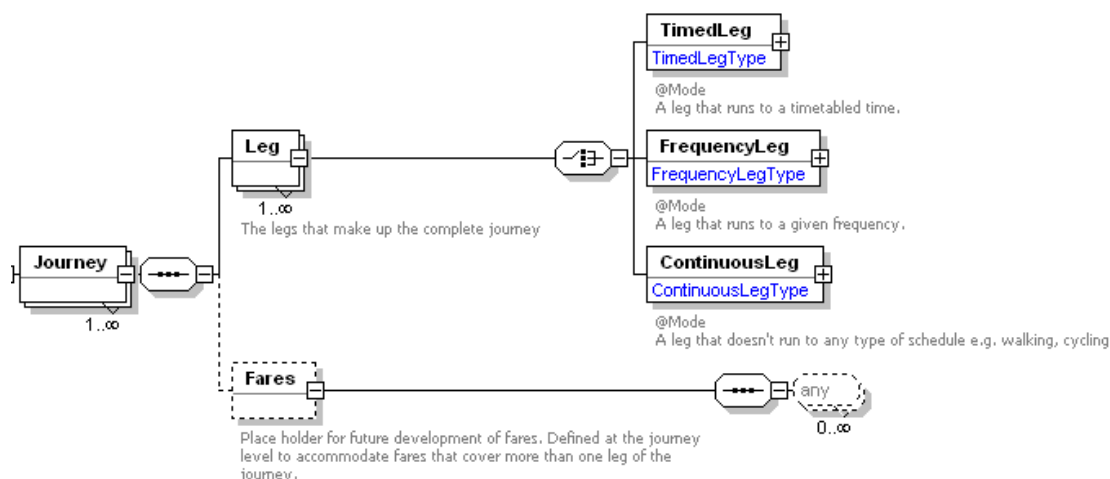 TimedLeg
TimedLegType
@Mode
A leg that runs to a timetabled time.
Leg
1..∞
The legs that make up the complete journey
FrequencyLeg
FrequencyLegType
@Mode
A leg that runs to a given frequency.
Journey
1..∞
ContinuousLeg
ContinuousLegType
@Mode
A leg that doesn't run to any type of schedule e.g. walking, cycling
Fares
any
0..∞
Place holder for future development of fares. Defined at the journey
level to accommodate fares that cover more than one leg of the
journey.